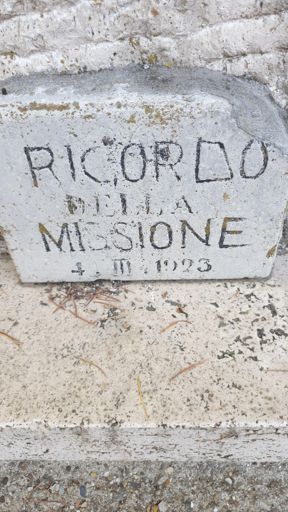 RICORDO
DELLA
MISSIONE
4. III. 1923